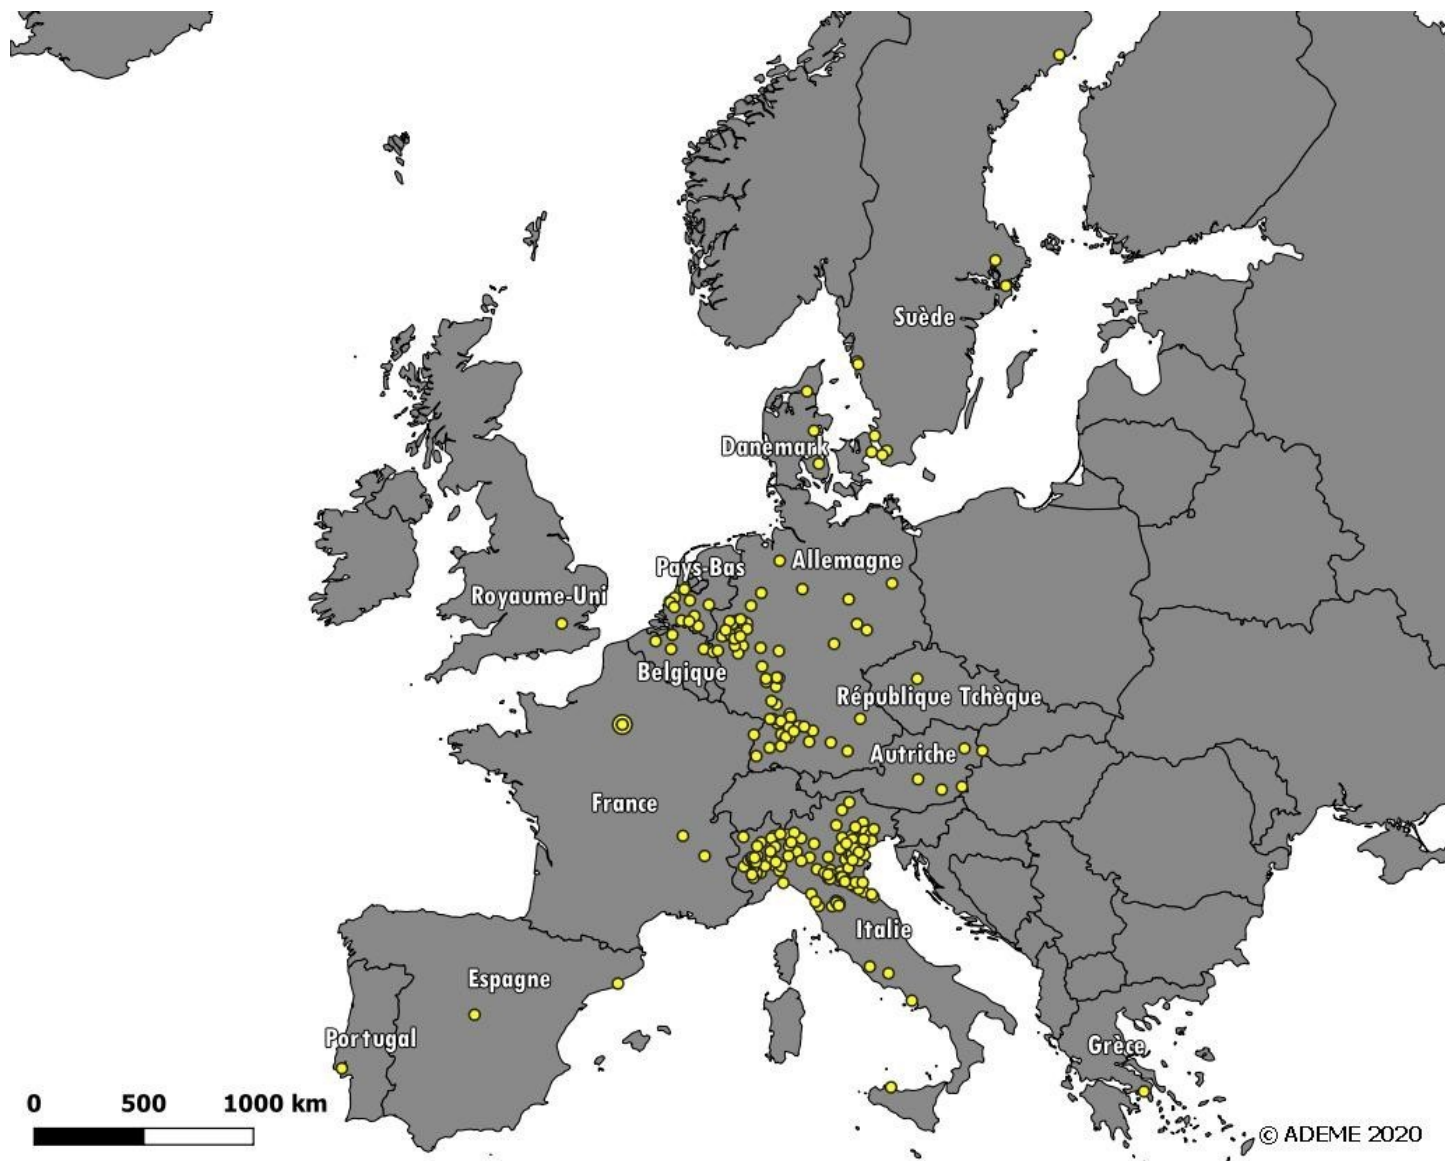 Suède
Danemark
Pays-Bas
Allemagne
Royaume-Uni
Belgique
République Tchèque
Autriche
France
Italie
Espagne
Portugal
Grèce
0 500 1000 km
© ADEME 2020